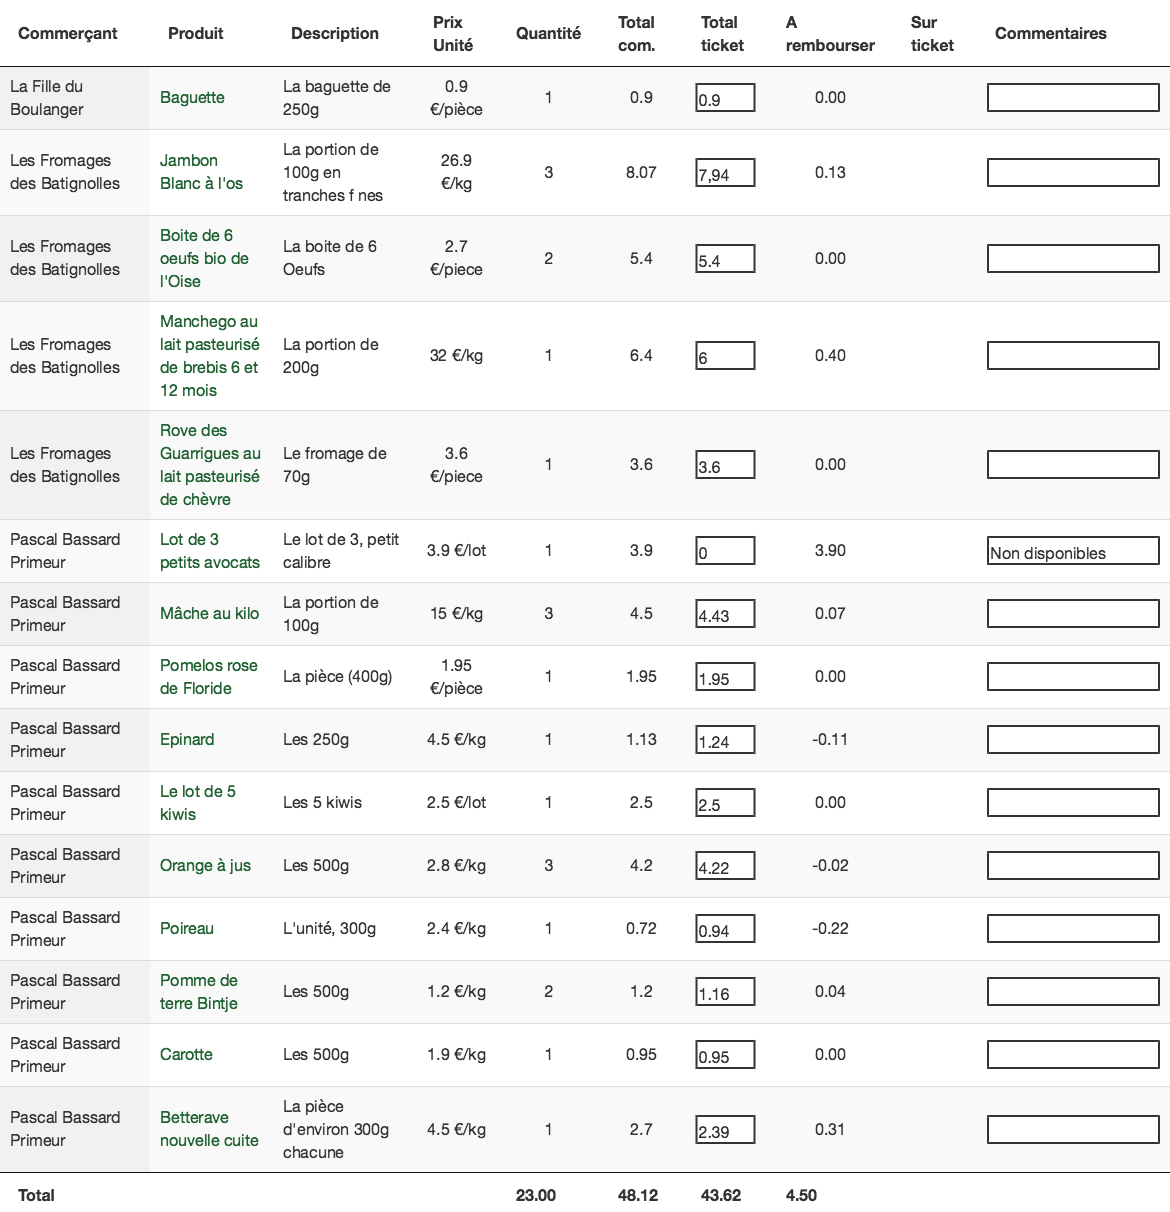 Commerçant Produit Description Prix Unité Quantité Total com. Total ticket A rembourser Sur ticket Commentaires
La Fille du Boulanger Baguette La baguette de 250g 0.9 €/pièce 1 0.9 0.9 0.00
Les Fromages des Batignolles Jambon Blanc à l'os La portion de 100g en tranches f nes 26.9 €/kg 3 8.07 7,94 0.13
Les Fromages des Batignolles Boite de 6 oeufs bio de l'Oise La boite de 6 Oeufs 2.7 €/piece 2 5.4 5.4 0.00
Les Fromages des Batignolles Manchego au lait pasteurisé de brebis 6 et 12 mois La portion de 200g 32 €/kg 1 6.4 6 0.40
Les Fromages des Batignolles Rove des Guarrigues au lait pasteurisé de chèvre Le fromage de 70g 3.6 €/piece 1 3.6 3.6 0.00
Pascal Bassard Primeur Lot de 3 petits avocats Le lot de 3, petit calibre 3.9 €/lot 1 3.9 0 3.90 Non disponibles
Pascal Bassard Primeur Mâche au kilo La portion de 100g 15 €/kg 3 4.5 4.43 0.07
Pascal Bassard Primeur Pomelos rose de Floride La pièce (400g) 1.95 €/pièce 1 1.95 1.95 0.00
Pascal Bassard Primeur Epinard Les 250g 4.5 €/kg 1 1.13 1.24 -0.11
Pascal Bassard Primeur Le lot de 5 kiwis Les 5 kiwis 2.5 €/lot 1 2.5 2.5 0.00
Pascal Bassard Primeur Orange à jus Les 500g 2.8 €/kg 3 4.2 4.22 -0.02
Pascal Bassard Primeur Poireau L'unité, 300g 2.4 €/kg 1 0.72 0.94 -0.22
Pascal Bassard Primeur Pomme de terre Bintje Les 500g 1.2 €/kg 2 1.2 1.16 0.04
Pascal Bassard Primeur Carotte Les 500g 1.9 €/kg 1 0.95 0.95 0.00
Pascal Bassard Primeur Betterave nouvelle cuite La pièce d'environ 300g chacune 4.5 €/kg 1 2.7 2.39 0.31
Total 23.00 48.12 43.62 4.50